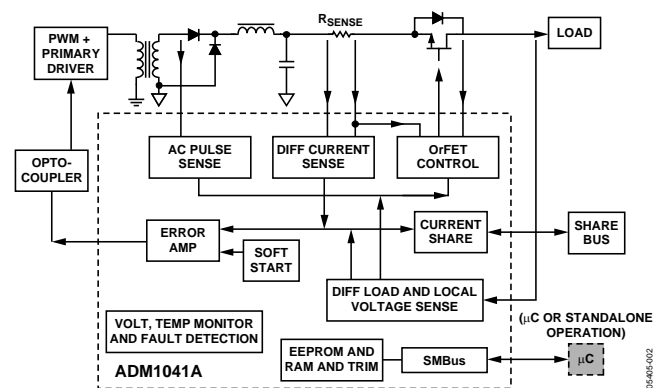 RSENSE
PWM +
PRIMARY
DRIVER
LOAD
AC PULSE
SENSE
DIFF CURRENT
SENSE
OrFET
CONTROL
OPTO-
COUPLER
ERROR
AMP
SOFT
START
CURRENT
SHARE
SHARE
BUS
DIFF LOAD AND LOCAL
VOLTAGE SENSE
VOLT, TEMP MONITOR
AND FAULT DETECTION
(μC OR STANDALONE
OPERATION)
EEPROM AND
RAM AND TRIM
SMBus
μC
ADM1041A
05405-002